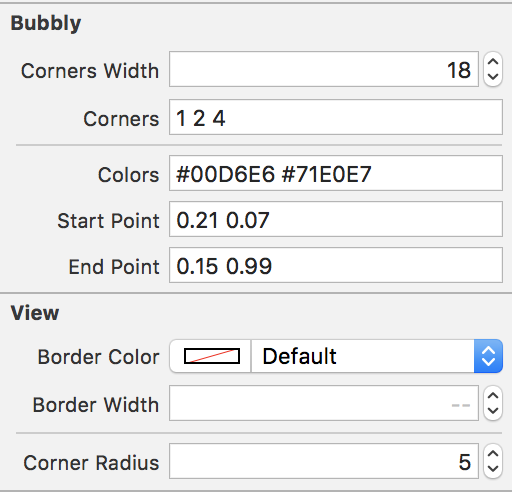 Bubbly
Corners Width 18
Corners 1 2 4
Colors #00D6E6 #71E0E7
Start Point 0.21 0.07
End Point 0.15 0.99
View
Border Color Default
Border Width --
Corner Radius 5